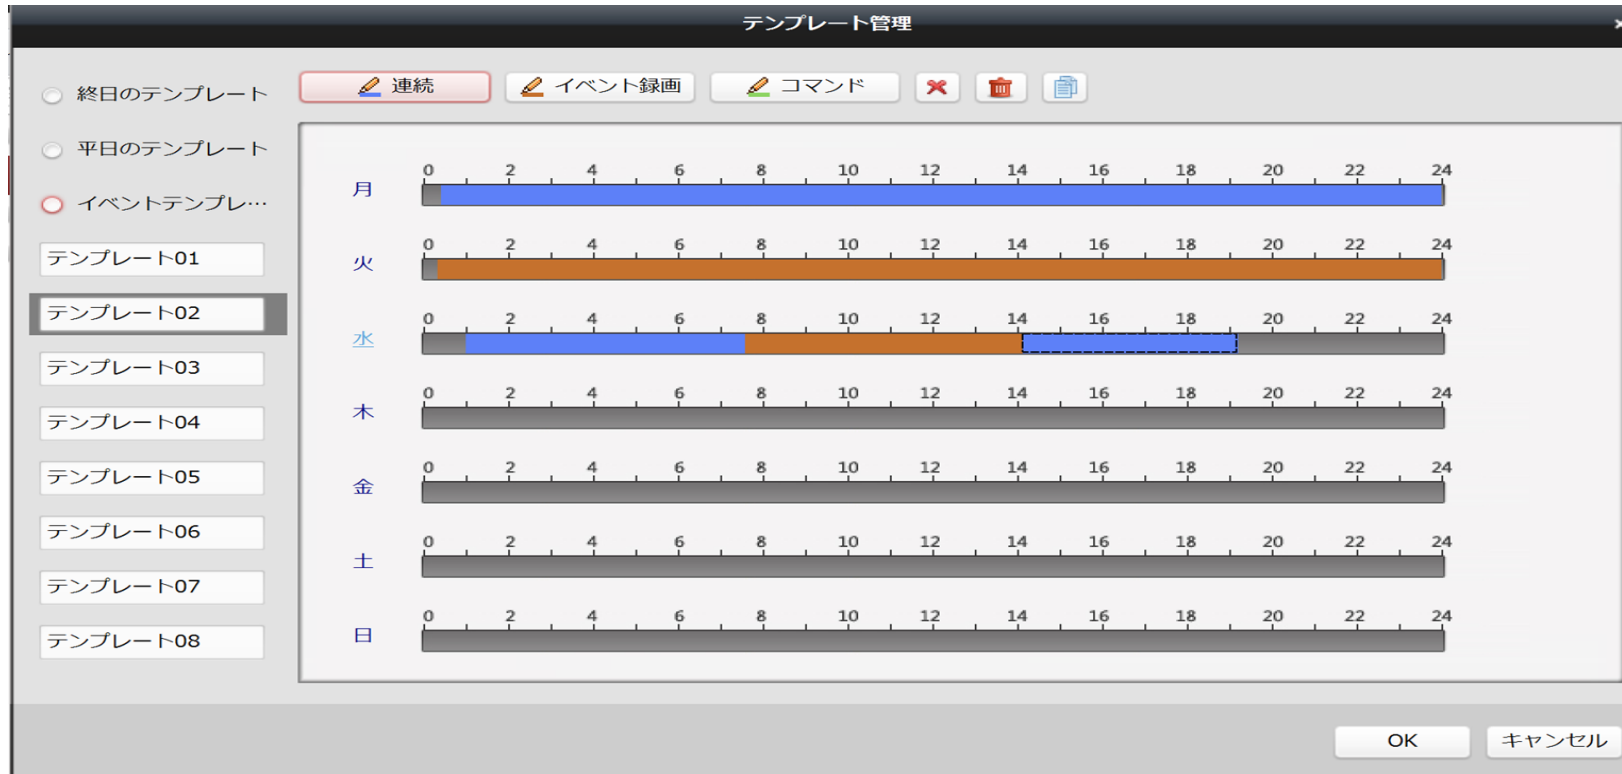 テンプレート管理
終日のテンプレート
平日のテンプレート
イベントテンプレ…
テンプレート01
テンプレート02
テンプレート03
テンプレート04
テンプレート05
テンプレート06
テンプレート07
テンプレート08
連続 イベント録画 コマンド
0 2 4 6 8 10 12 14 16 18 20 22 24
月
0 2 4 6 8 10 12 14 16 18 20 22 24
火
0 2 4 6 8 10 12 14 16 18 20 22 24
水
0 2 4 6 8 10 12 14 16 18 20 22 24
木
0 2 4 6 8 10 12 14 16 18 20 22 24
金
0 2 4 6 8 10 12 14 16 18 20 22 24
土
0 2 4 6 8 10 12 14 16 18 20 22 24
日
OK キャンセル